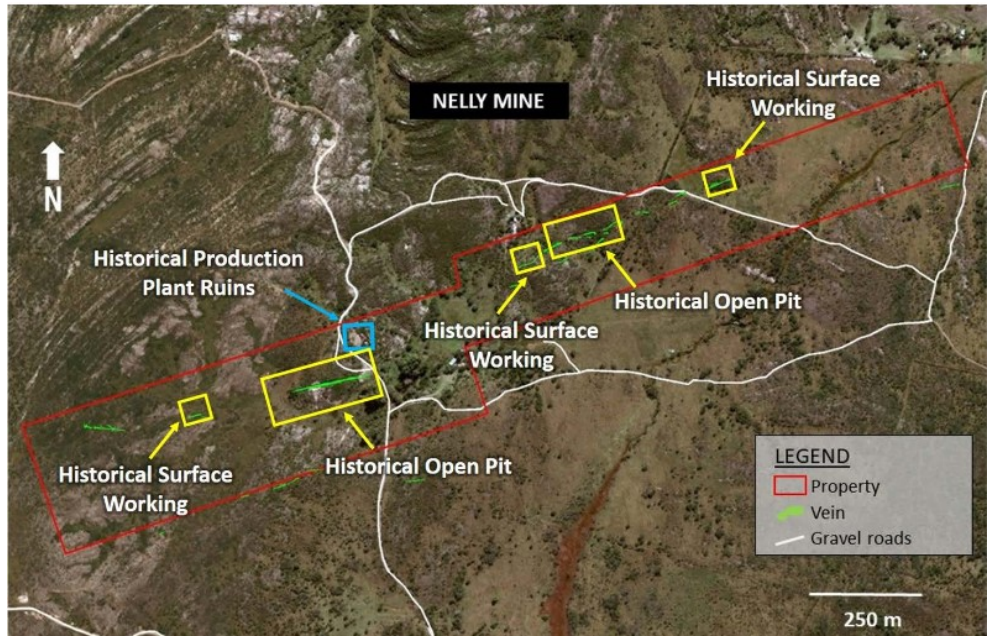 NELLY MINE
Historical Surface
Working
N
Historical Production
Plant Ruins
Historical Open Pit
Historical Surface
Working
Historical Open Pit
Historical Surface
Working
LEGEND
Property
Vein
Gravel roads
250 m